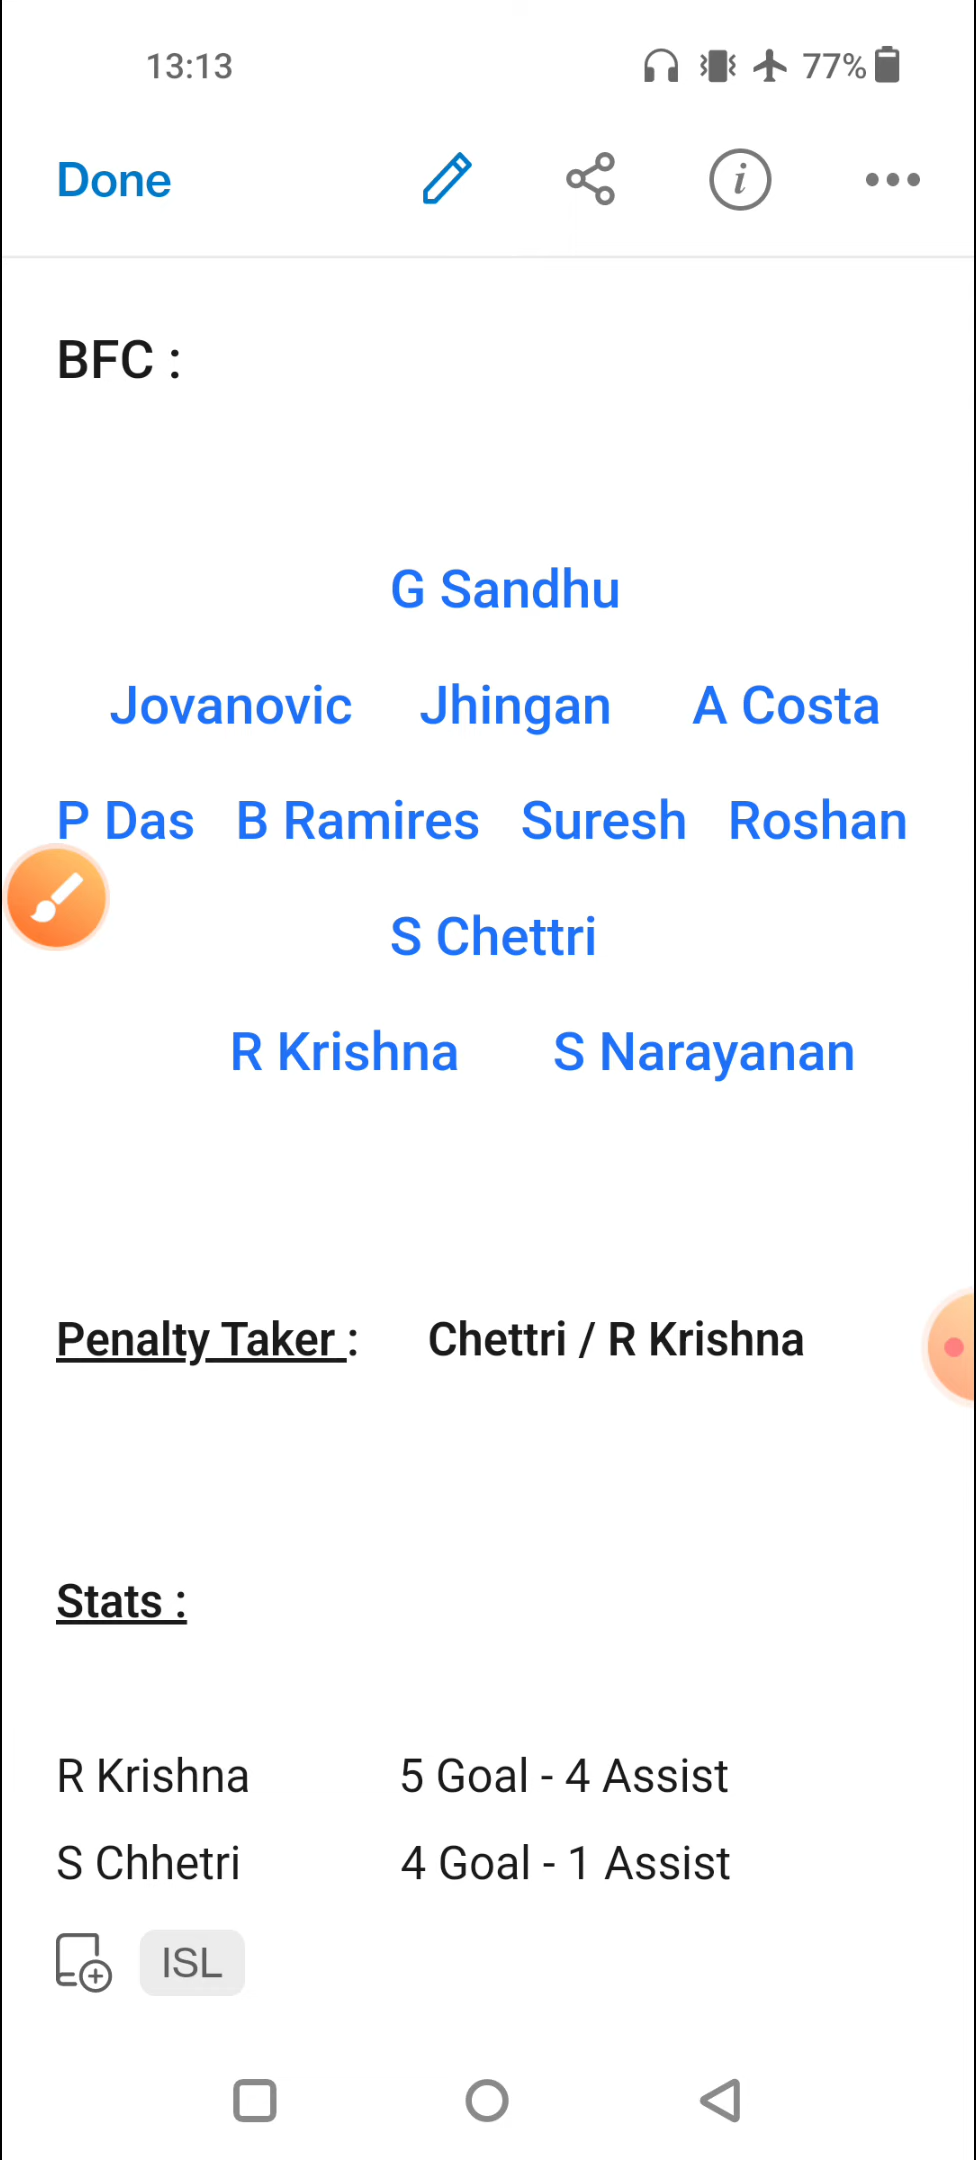 13:13 77%
Done
BFC :
G Sandhu
Jovanovic Jhingan A Costa
P Das B Ramires Suresh Roshan
S Chettri
R Krishna S Narayanan
Penalty Taker : Chettri / R Krishna
Stats :
R Krishna 5 Goal - 4 Assist
S Chhetri 4 Goal - 1 Assist
ISL